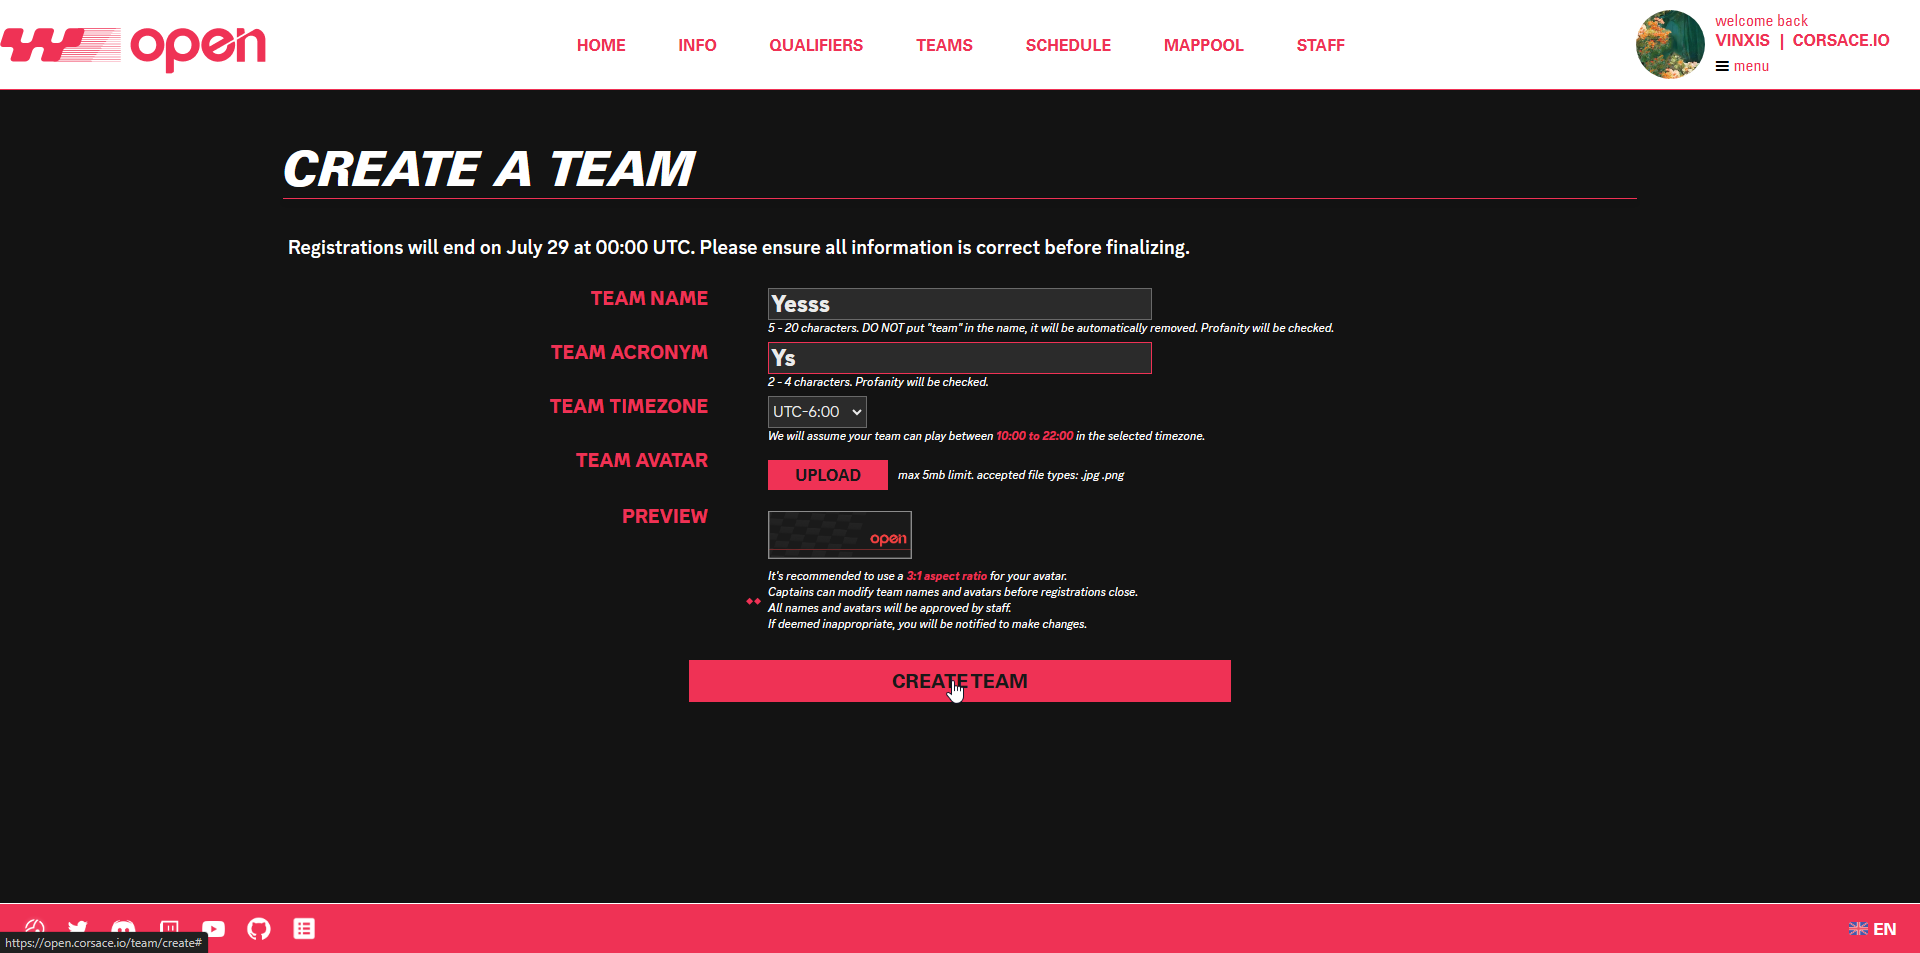 open
HOME
INFO
QUALIFIERS
TEAMS
SCHEDULE
MAPPOOL
STAFF
welcome back
VINXIS | CORSACE.IO
menu
CREATE A TEAM
Registrations will end on July 29 at 00:00 UTC. Please ensure all information is correct before finalizing.
TEAM NAME
Yesss
5 - 20 characters. DO NOT put "team" in the name, it will be automatically removed. Profanity will be checked.
TEAM ACRONYM
Ys
2 - 4 characters. Profanity will be checked.
TEAM TIMEZONE
UTC-6:00
We will assume your team can play between 10:00 to 22:00 in the selected timezone.
TEAM AVATAR
UPLOAD
max 5mb limit. accepted file types: .jpg .png
PREVIEW
open
It's recommended to use a 3:1 aspect ratio for your avatar.
Captains can modify team names and avatars before registrations close.
All names and avatars will be approved by staff.
If deemed inappropriate, you will be notified to make changes.
CREATE TEAM
https://open.corsace.io/team/create#
EN